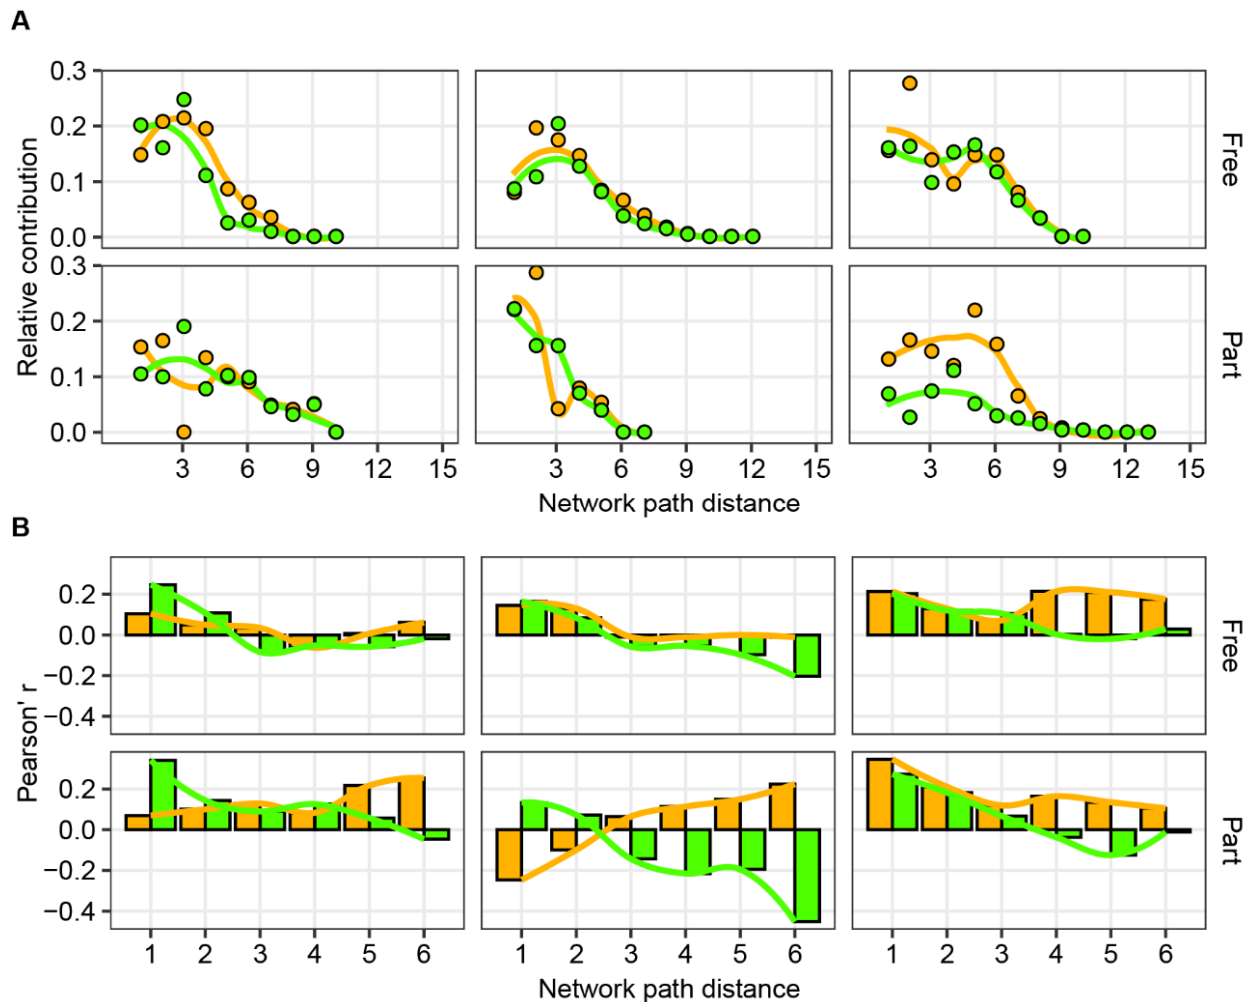 A
Relative contribution
0.3
0.2
0.1
0.0
Free
0.3
0.2
0.1
0.0
Part
3 6 9 12 15 3 6 9 12 15 3 6 9 12 15
Network path distance
B
Pearson' r
0.2
0.0
−0.2
−0.4
Free
0.2
0.0
−0.2
−0.4
Part
1 2 3 4 5 6 1 2 3 4 5 6 1 2 3 4 5 6
Network path distance